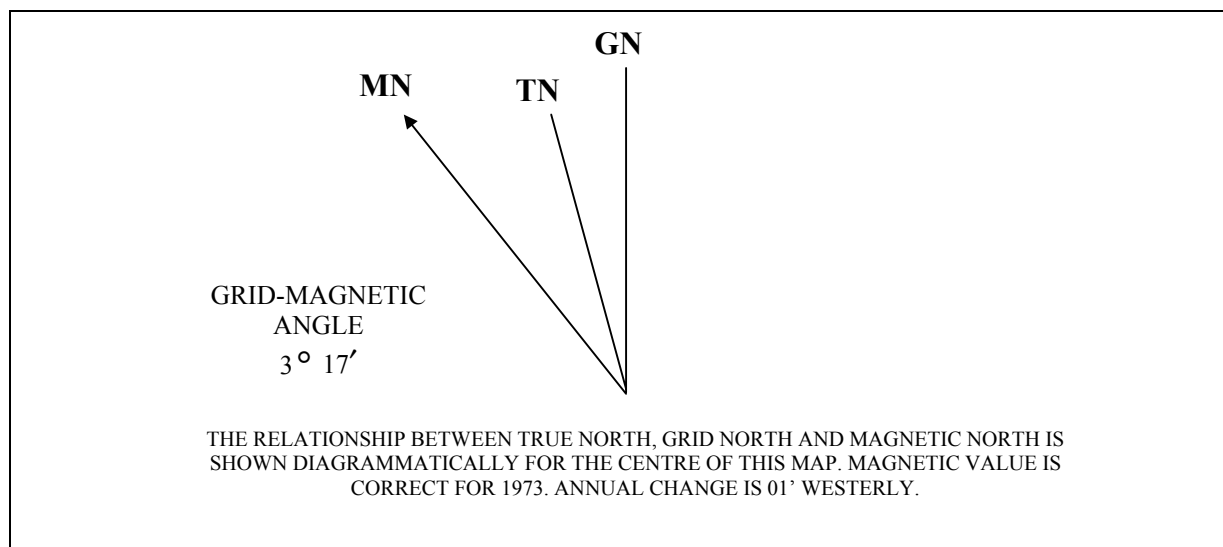 GN
MN
TN
GRID-MAGNETIC
ANGLE
3° 17′
THE RELATIONSHIP BETWEEN TRUE NORTH, GRID NORTH AND MAGNETIC NORTH IS
SHOWN DIAGRAMMATICALLY FOR THE CENTRE OF THIS MAP. MAGNETIC VALUE IS
CORRECT FOR 1973. ANNUAL CHANGE IS 01’ WESTERLY.